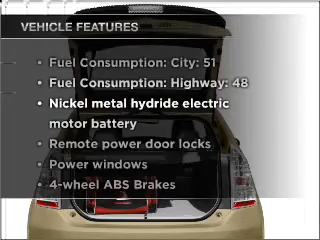 VEHICLE FEATURES
• Fuel Consumption: City: 51
• Fuel Consumption: Highway: 48
• Nickel metal hydride electric
motor battery
• Remote power door locks
• Power windows
• 4-wheel ABS Brakes